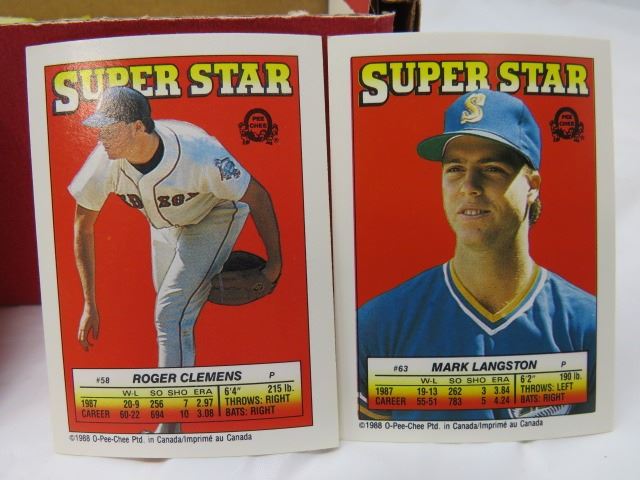 SUPER STAR
O
PEE
CHEE
®
SOX
#58 ROGER CLEMENS P
W-L SO SHO ERA
1987 20-9 256 7 2.97
CAREER 60-22 694 10 3.08
6'4" 215 lb.
THROWS: RIGHT
BATS: RIGHT
©1988 O-Pee-Chee Ptd. in Canada/Imprimé au Canada
SUPER STAR
O
PEE
CHEE
®
S
#63 MARK LANGSTON P
W-L SO SHO ERA
1987 19-13 262 3 3.84
CAREER 55-51 783 5 4.24
6'2" 190 lb.
THROWS: LEFT
BATS: RIGHT
©1988 O-Pee-Chee Ptd. in Canada/Imprimé au Canada